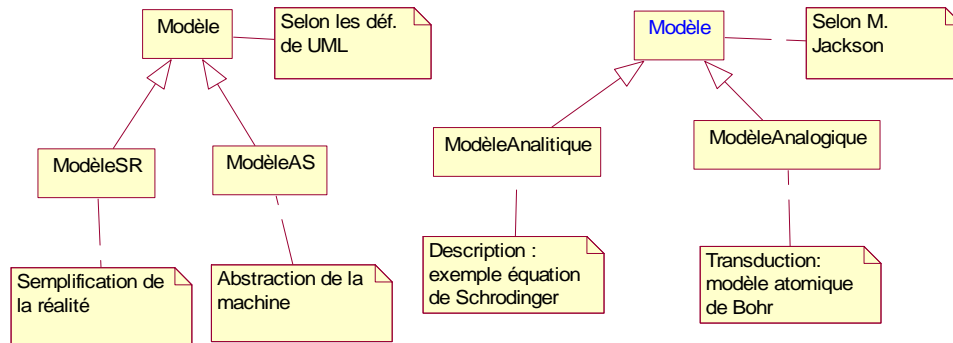 Modèle
Selon les déf.
de UML
ModèleSR
ModèleAS
Semplification de
la réalité
Abstraction de la
machine
Modèle
Selon M.
Jackson
ModèleAnalitique
ModèleAnalogique
Description :
exemple équation
de Schrodinger
Transduction:
modèle atomique
de Bohr